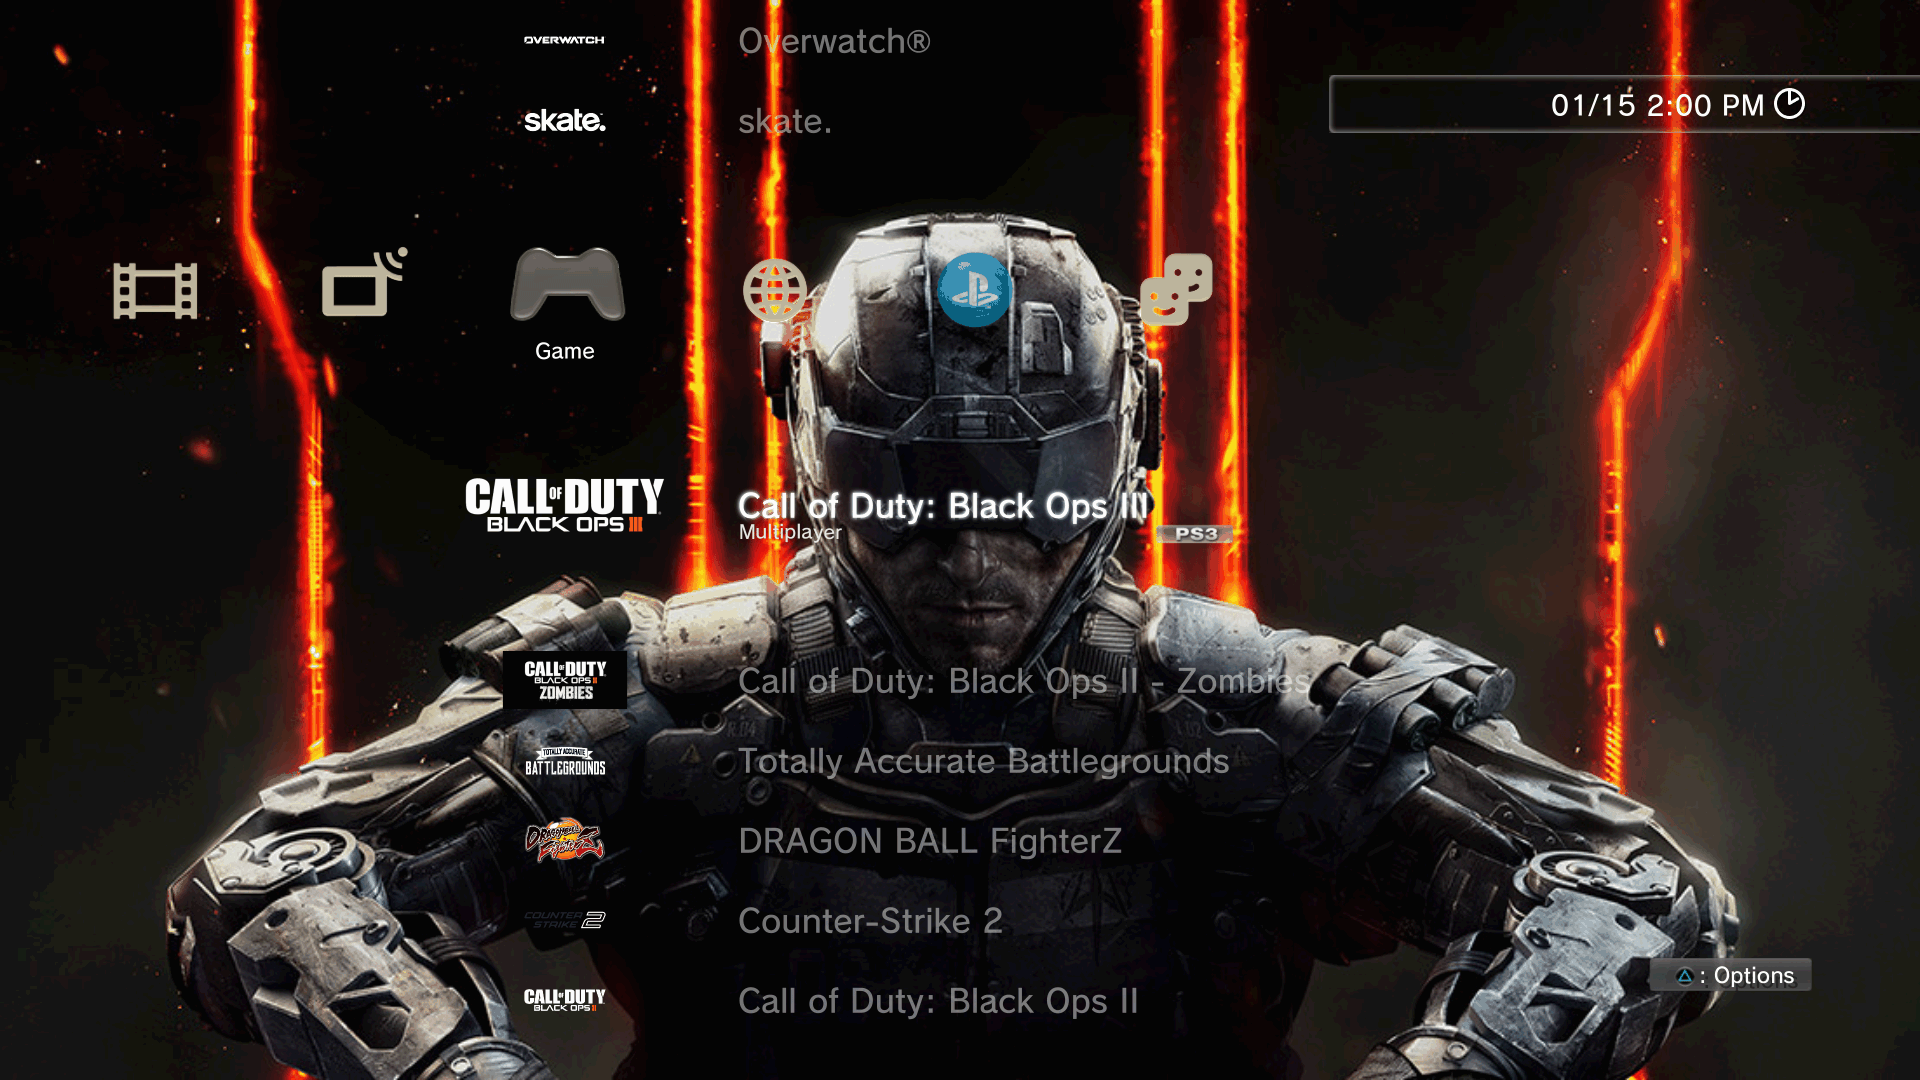 OVERWATCH
Overwatch®
skate.
skate.
01/15 2:00 PM
Game
CALL OF DUTY
BLACK OPS III
Call of Duty: Black Ops III
Multiplayer
PS3
CALL OF DUTY
BLACK OPS II
ZOMBIES
Call of Duty: Black Ops II - Zombies
TOTALLY ACCURATE
BATTLEGROUNDS
Totally Accurate Battlegrounds
DRAGONBALL
FighterZ
DRAGON BALL FighterZ
COUNTER
STRIKE 2
Counter-Strike 2
: Options
CALL OF DUTY
BLACK OPS II
Call of Duty: Black Ops II